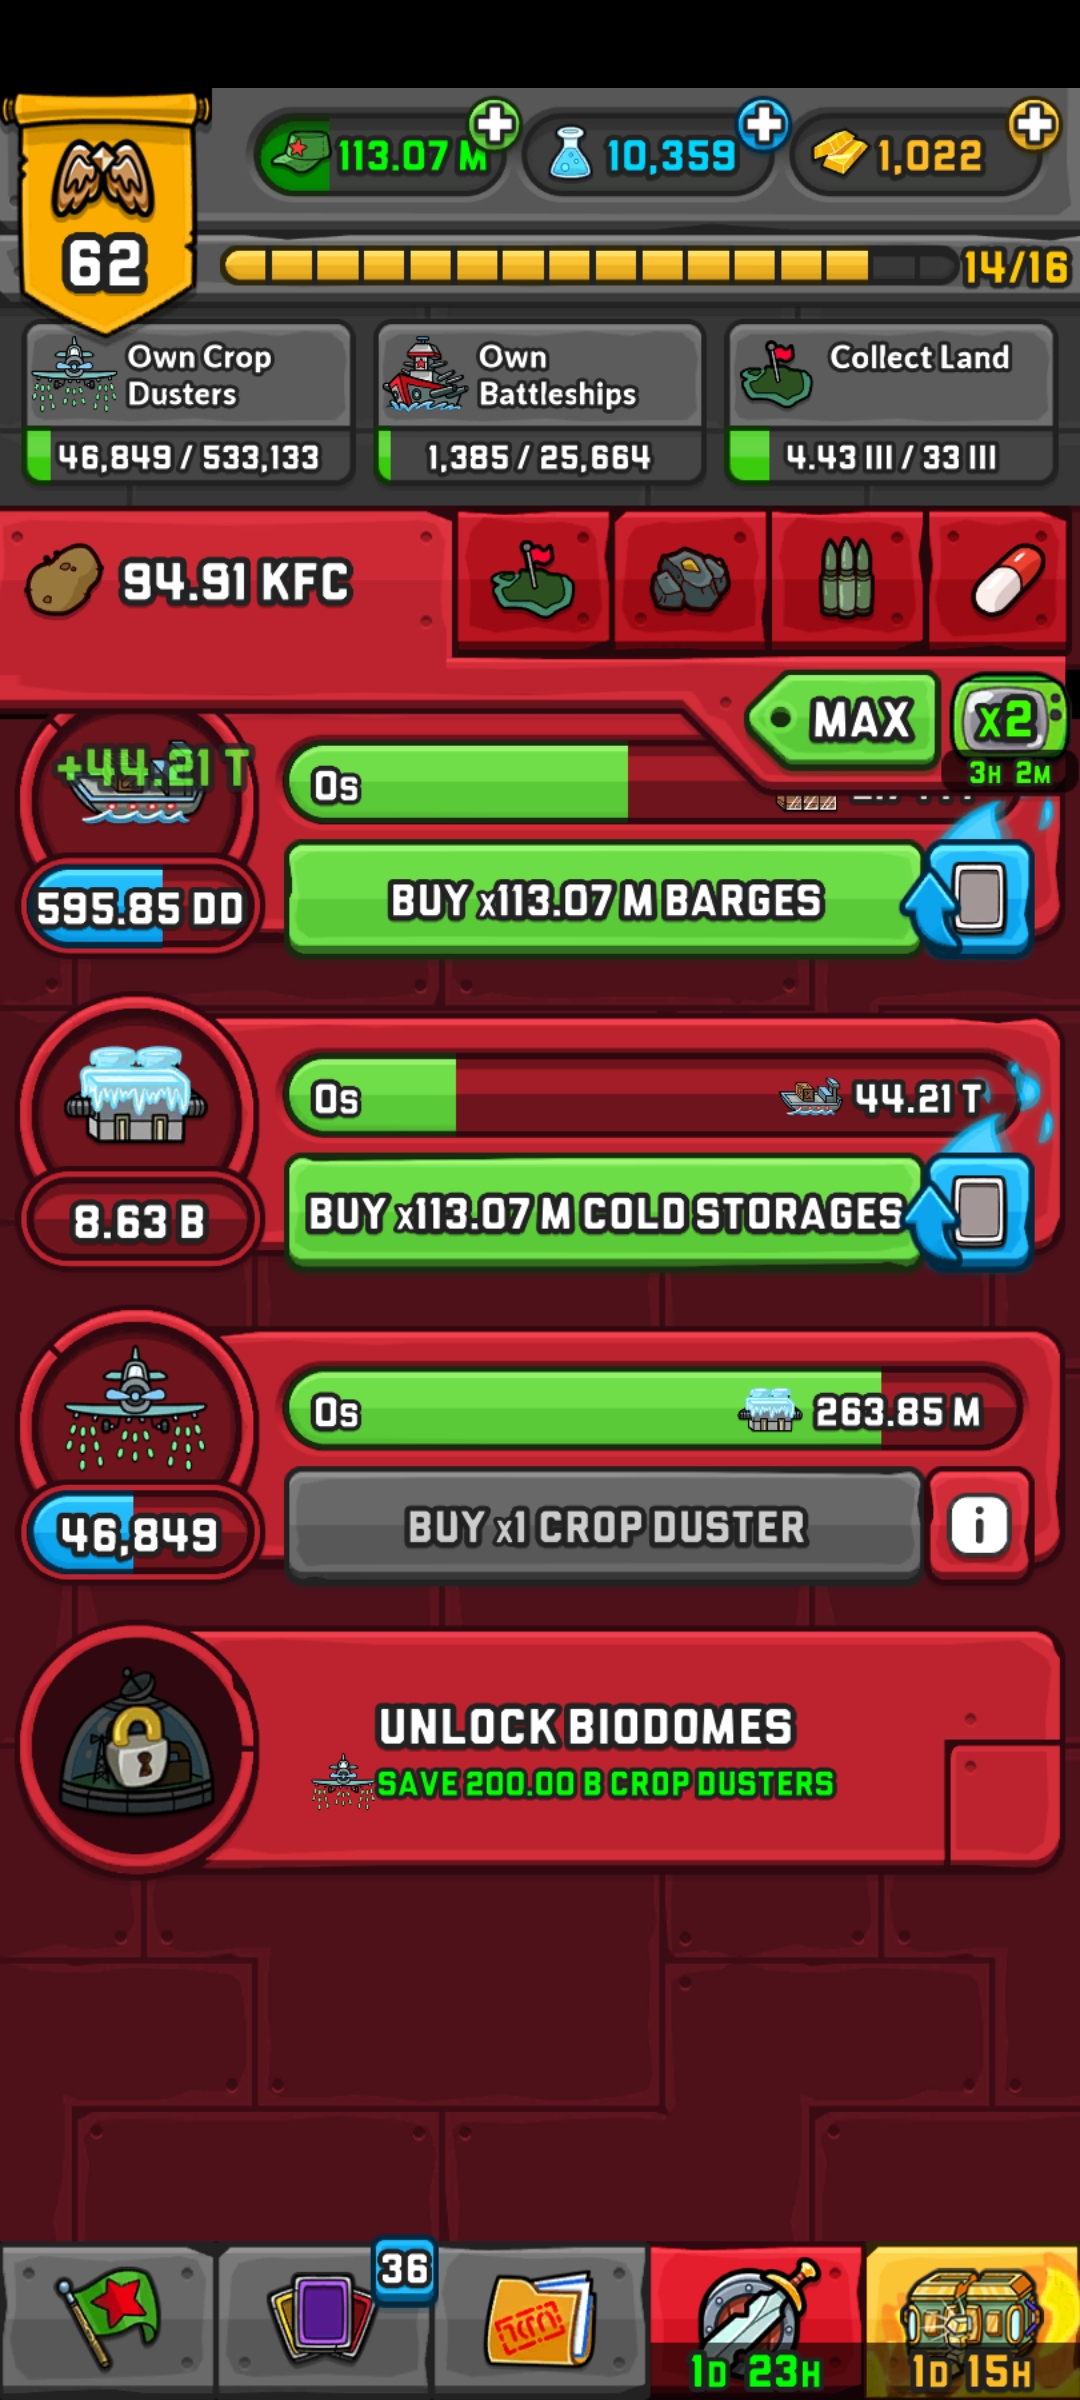 113.07 M
10,359
1,022
62
14/16
Own Crop
Dusters
46,849 / 533,133
Own
Battleships
1,385 / 25,664
Collect Land
4.43 III / 33 III
94.91 KFC
MAX
x2
3H 2M
+44.21 T
0s
595.85 DD
BUY x113.07 M BARGES
0s
44.21 T
8.63 B
BUY x113.07 M COLD STORAGES
0s
263.85 M
46,849
BUY x1 CROP DUSTER
i
UNLOCK BIODOMES
SAVE 200.00 B CROP DUSTERS
36
1D 23H
1D 15H